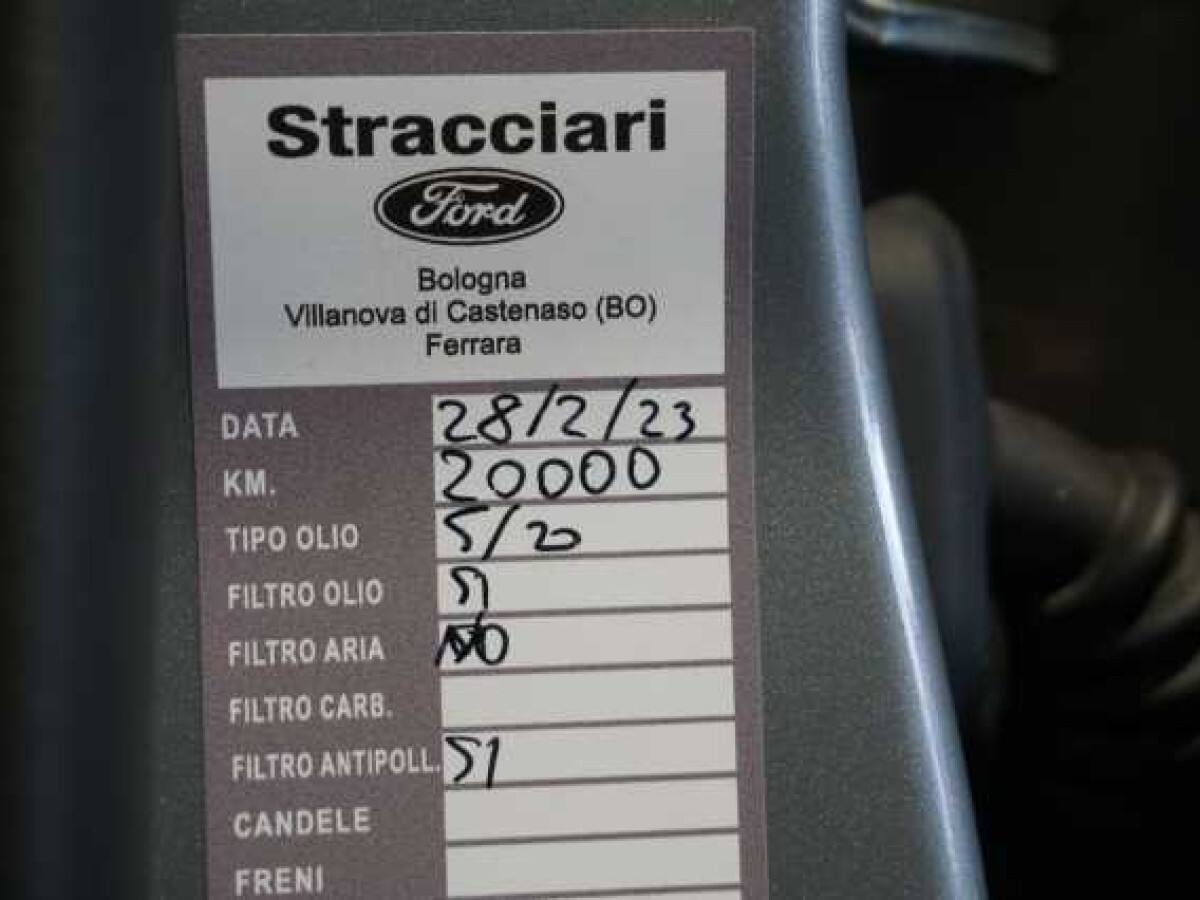 Stracciari
Ford
Bologna
Villanova di Castenaso (BO)
Ferrara
DATA 28/2/23
KM. 20000
TIPO OLIO 5/20
FILTRO OLIO SI
FILTRO ARIA NO
FILTRO CARB.
FILTRO ANTIPOLL. SI
CANDELE
FRENI